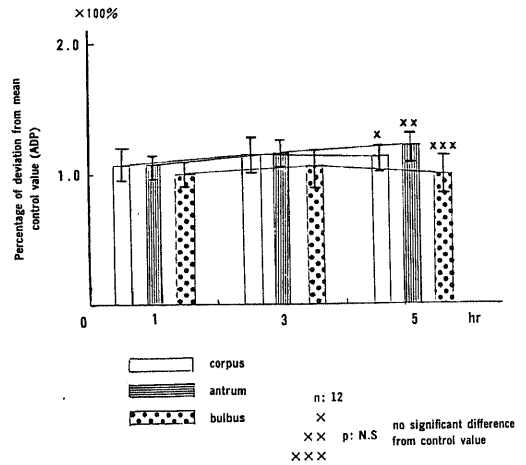 ×100%
2.0
1.0
Percentage of deviation from mean
control value (ADP)
×
××
×××
0 1 3 5 hr
corpus
antrum
bulbus
n: 12
×
×× p: N.S
×××
no significant difference
from control value